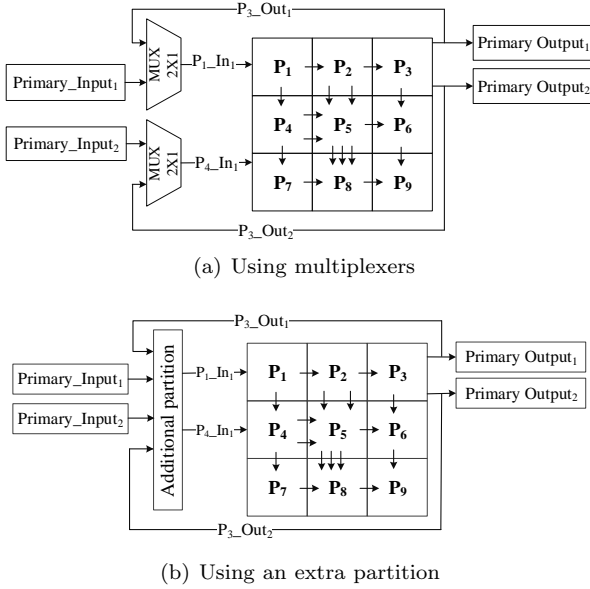 P3_Out1
MUX
2X1
Primary_Input1
P1_In1
P1 P2 P3
Primary Output1
Primary Output2
Primary_Input2
MUX
2X1
P4_In1
P4 P5 P6
P7 P8 P9
P3_Out2
(a) Using multiplexers
P3_Out1
Primary_Input1
Primary_Input2
Additional partition
P1_In1
P4_In1
P1 P2 P3
P4 P5 P6
P7 P8 P9
Primary Output1
Primary Output2
P3_Out2
(b) Using an extra partition